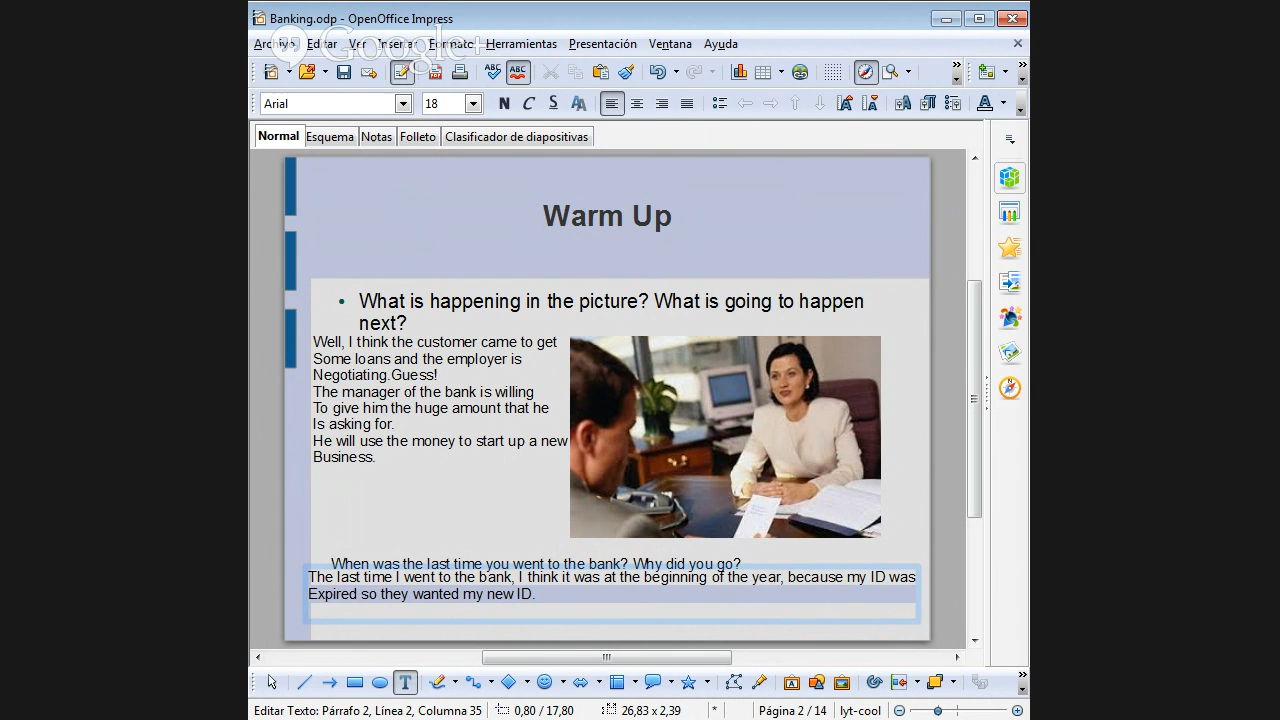 Banking.odp - OpenOffice Impress
Google+
Archivo Editar Ver Insertar Formato Herramientas Presentación Ventana Ayuda
ABC ABC
Arial 18 N C S A
Normal Esquema Notas Folleto Clasificador de diapositivas
Warm Up
• What is happening in the picture? What is going to happen
next?
Well, I think the customer came to get
Some loans and the employer is
Negotiating.Guess!
The manager of the bank is willing
To give him the huge amount that he
Is asking for.
He will use the money to start up a new
Business.
When was the last time you went to the bank? Why did you go?
The last time I went to the bank, I think it was at the beginning of the year, because my ID was
Expired so they wanted my new ID.
Editar Texto: Párrafo 2, Línea 2, Columna 35 0,80 / 17,80 26,83 x 2,39 * Página 2 / 14 lyt-cool